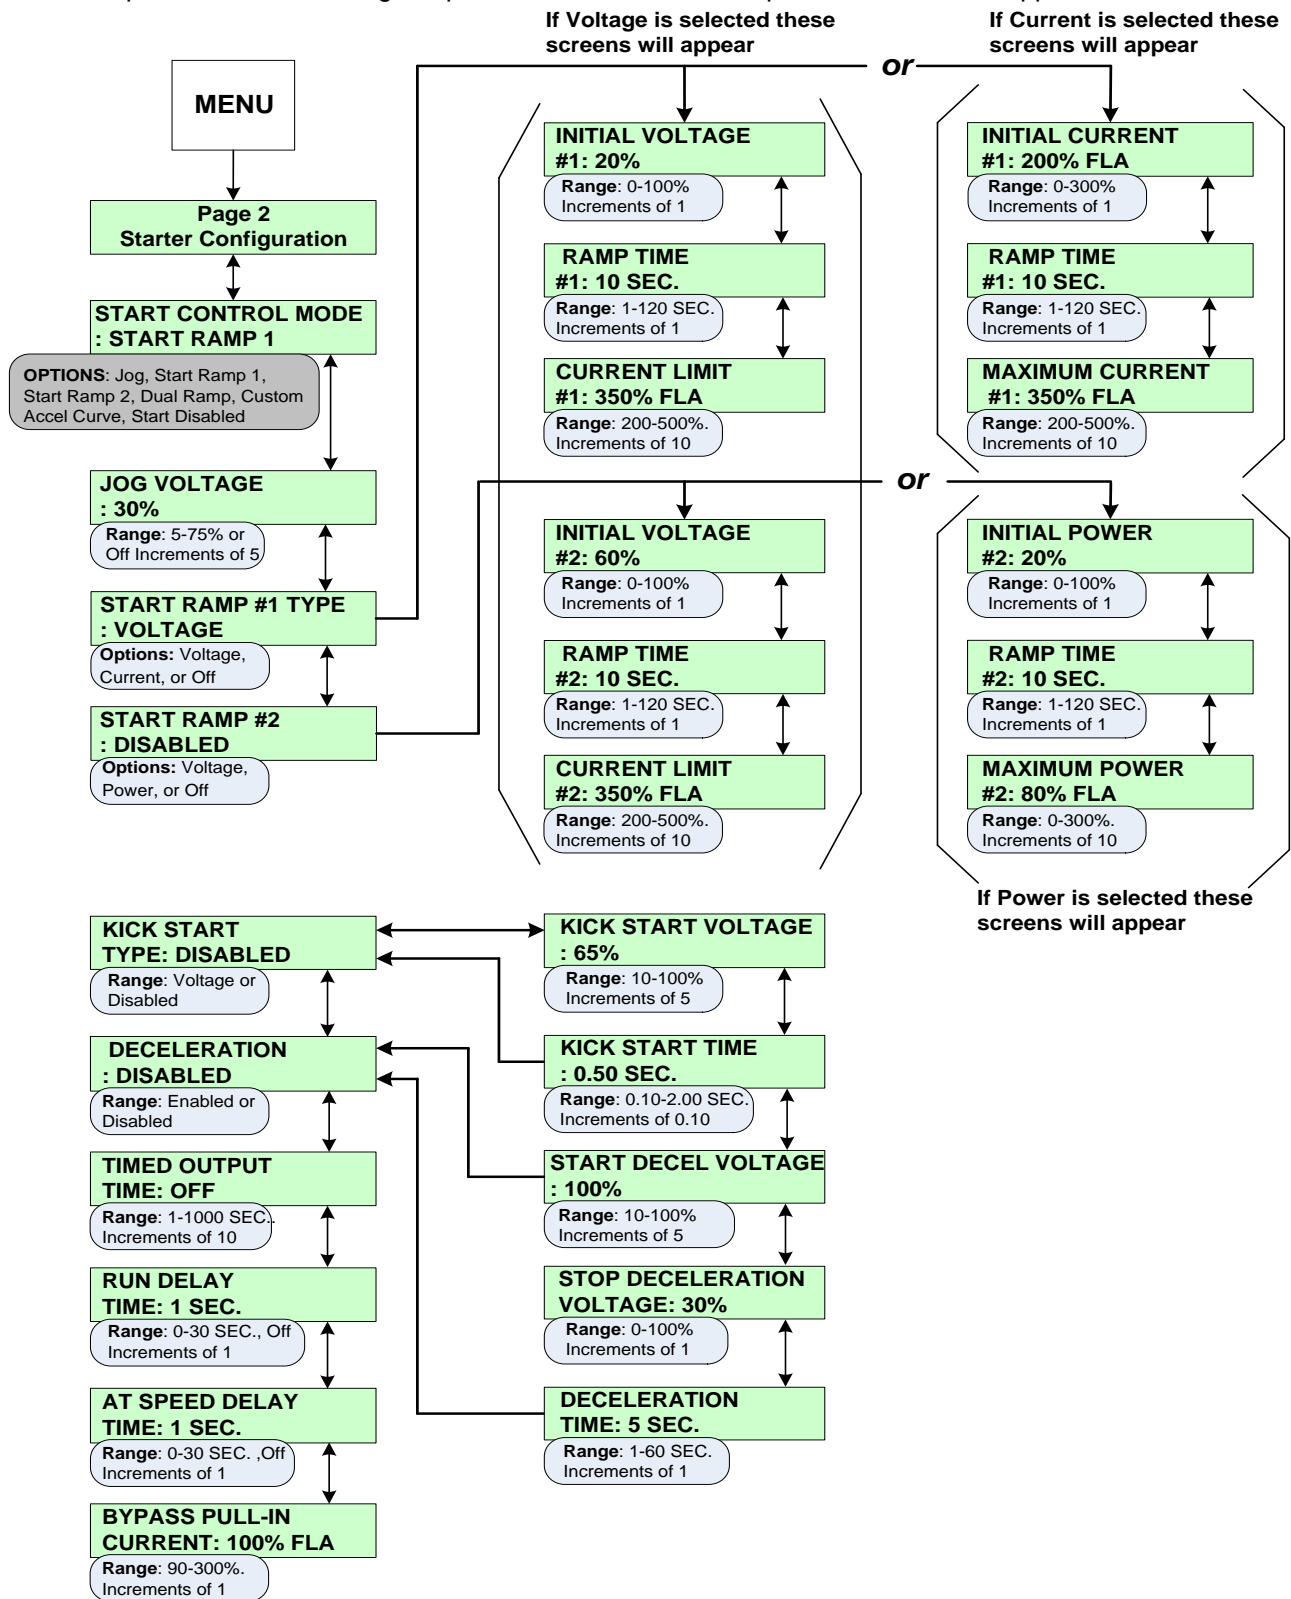 If Voltage is selected these
screens will appear
If Current is selected these
screens will appear
or
MENU
Page 2
Starter Configuration
START CONTROL MODE
: START RAMP 1
OPTIONS: Jog, Start Ramp 1,
Start Ramp 2, Dual Ramp, Custom
Accel Curve, Start Disabled
JOG VOLTAGE
: 30%
Range: 5-75% or
Off Increments of 5
START RAMP #1 TYPE
: VOLTAGE
Options: Voltage,
Current, or Off
START RAMP #2
: DISABLED
Options: Voltage,
Power, or Off
INITIAL VOLTAGE
#1: 20%
Range: 0-100%
Increments of 1
RAMP TIME
#1: 10 SEC.
Range: 1-120 SEC.
Increments of 1
CURRENT LIMIT
#1: 350% FLA
Range: 200-500%.
Increments of 10
INITIAL CURRENT
#1: 200% FLA
Range: 0-300%
Increments of 1
RAMP TIME
#1: 10 SEC.
Range: 1-120 SEC.
Increments of 1
MAXIMUM CURRENT
#1: 350% FLA
Range: 200-500%.
Increments of 10
or
INITIAL VOLTAGE
#2: 60%
Range: 0-100%
Increments of 1
RAMP TIME
#2: 10 SEC.
Range: 1-120 SEC.
Increments of 1
CURRENT LIMIT
#2: 350% FLA
Range: 200-500%.
Increments of 10
INITIAL POWER
#2: 20%
Range: 0-100%
Increments of 1
RAMP TIME
#2: 10 SEC.
Range: 1-120 SEC.
Increments of 1
MAXIMUM POWER
#2: 80% FLA
Range: 0-300%.
Increments of 10
If Power is selected these
screens will appear
KICK START
TYPE: DISABLED
Range: Voltage or
Disabled
DECELERATION
: DISABLED
Range: Enabled or
Disabled
TIMED OUTPUT
TIME: OFF
Range: 1-1000 SEC..
Increments of 10
RUN DELAY
TIME: 1 SEC.
Range: 0-30 SEC., Off
Increments of 1
AT SPEED DELAY
TIME: 1 SEC.
Range: 0-30 SEC. ,Off
Increments of 1
BYPASS PULL-IN
CURRENT: 100% FLA
Range: 90-300%.
Increments of 1
KICK START VOLTAGE
: 65%
Range: 10-100%
Increments of 5
KICK START TIME
: 0.50 SEC.
Range: 0.10-2.00 SEC.
Increments of 0.10
START DECEL VOLTAGE
: 100%
Range: 10-100%
Increments of 5
STOP DECELERATION
VOLTAGE: 30%
Range: 0-100%
Increments of 1
DECELERATION
TIME: 5 SEC.
Range: 1-60 SEC.
Increments of 1